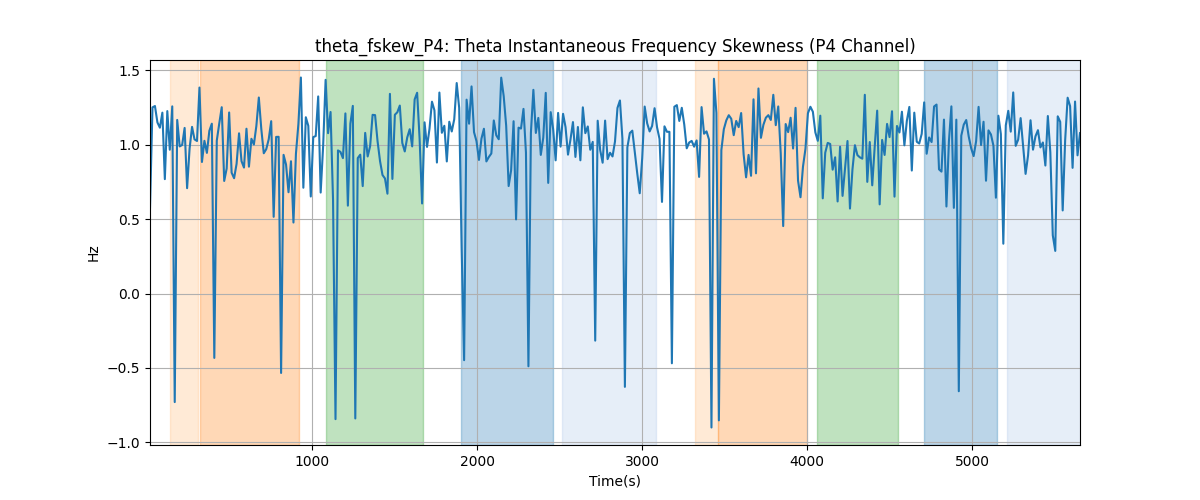 theta_fskew_P4: Theta Instantaneous Frequency Skewness (P4 Channel)
1.5
1.0
0.5
0.0
−0.5
−1.0
Hz
1000 2000 3000 4000 5000
Time(s)